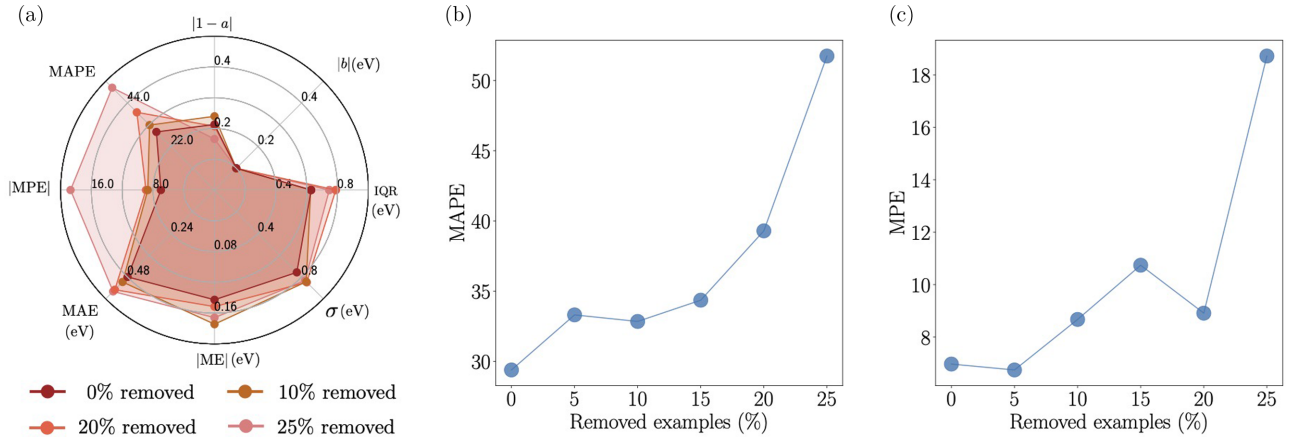 (a)
|1 − a|
|b|(eV)
IQR
(eV)
σ(eV)
|ME|(eV)
MAE
(eV)
|MPE|
MAPE
0.4
0.2
0.4
0.2
0.8
0.4
0.8
0.4
0.16
0.08
0.48
0.24
16.0
8.0
44.0
22.0
0% removed
10% removed
20% removed
25% removed
(b)
MAPE
50
45
40
35
30
0 5 10 15 20 25
Removed examples (%)
(c)
MPE
18
16
14
12
10
8
0 5 10 15 20 25
Removed examples (%)